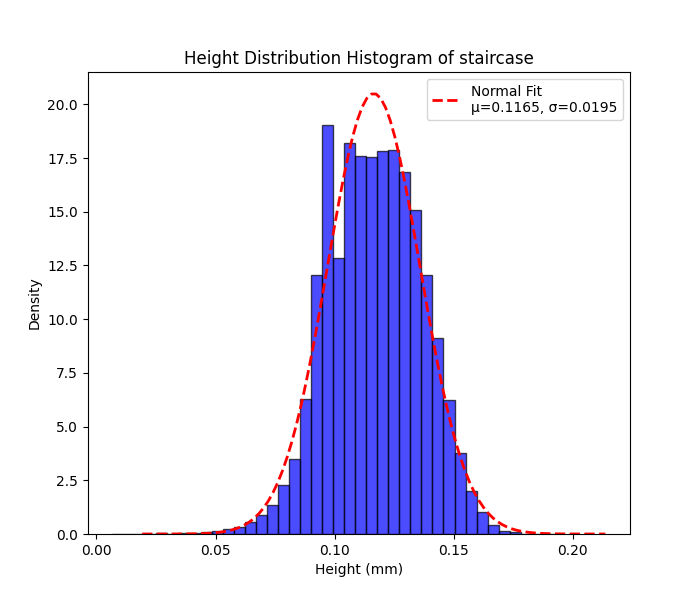 Height Distribution Histogram of staircase
Normal Fit
μ=0.1165, σ=0.0195
20.0
17.5
15.0
12.5
10.0
7.5
5.0
2.5
0.0
Density
0.00 0.05 0.10 0.15 0.20
Height (mm)